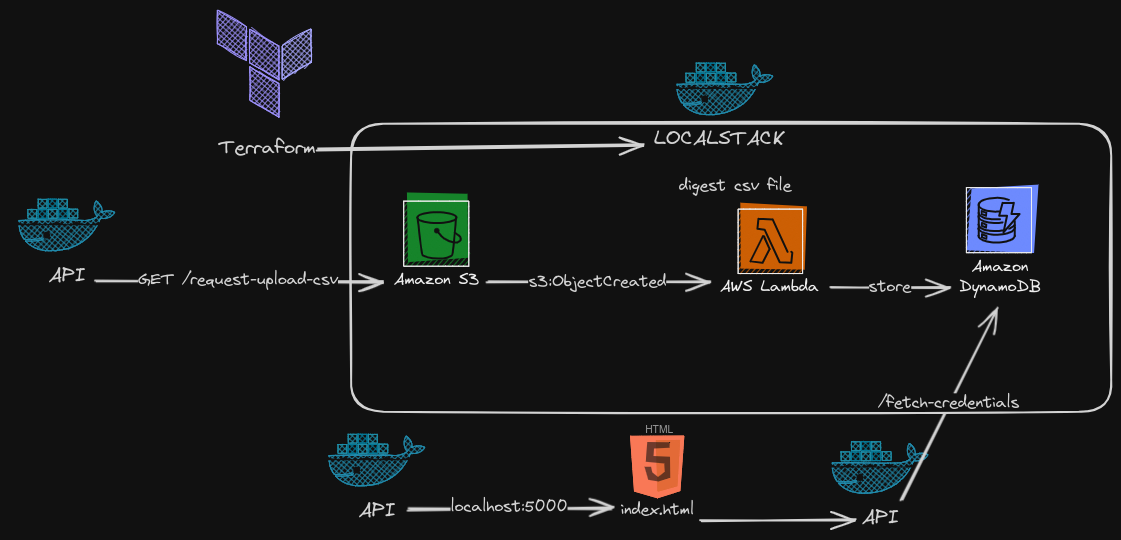 Terraform
LOCALSTACK
digest csv file
API
GET /request-upload-csv
Amazon S3
s3:ObjectCreated
AWS Lambda
store
Amazon
DynamoDB
/fetch-credentials
HTML
5
API
localhost:5000
index.html
API